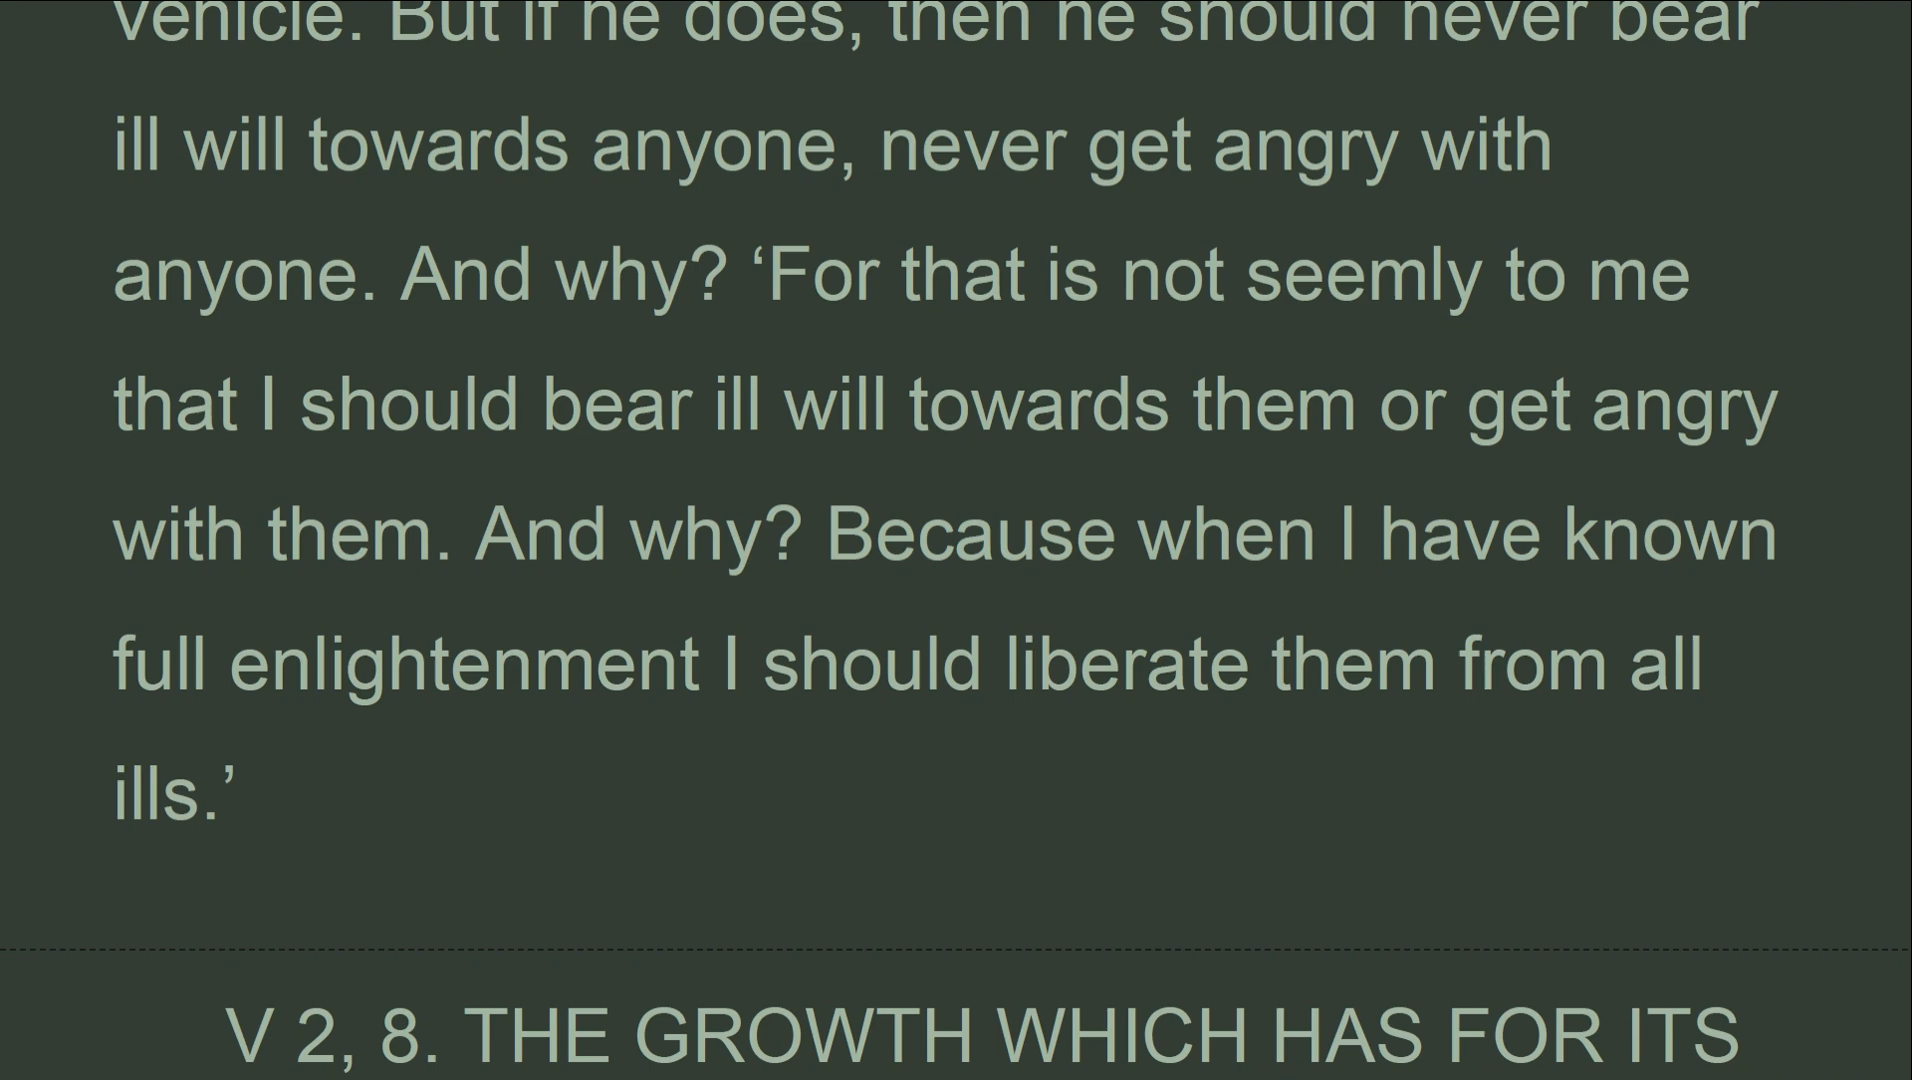 vehicle. But if he does, then he should never bear
ill will towards anyone, never get angry with
anyone. And why? ‘For that is not seemly to me
that I should bear ill will towards them or get angry
with them. And why? Because when I have known
full enlightenment I should liberate them from all
ills.’
V 2, 8. THE GROWTH WHICH HAS FOR ITS